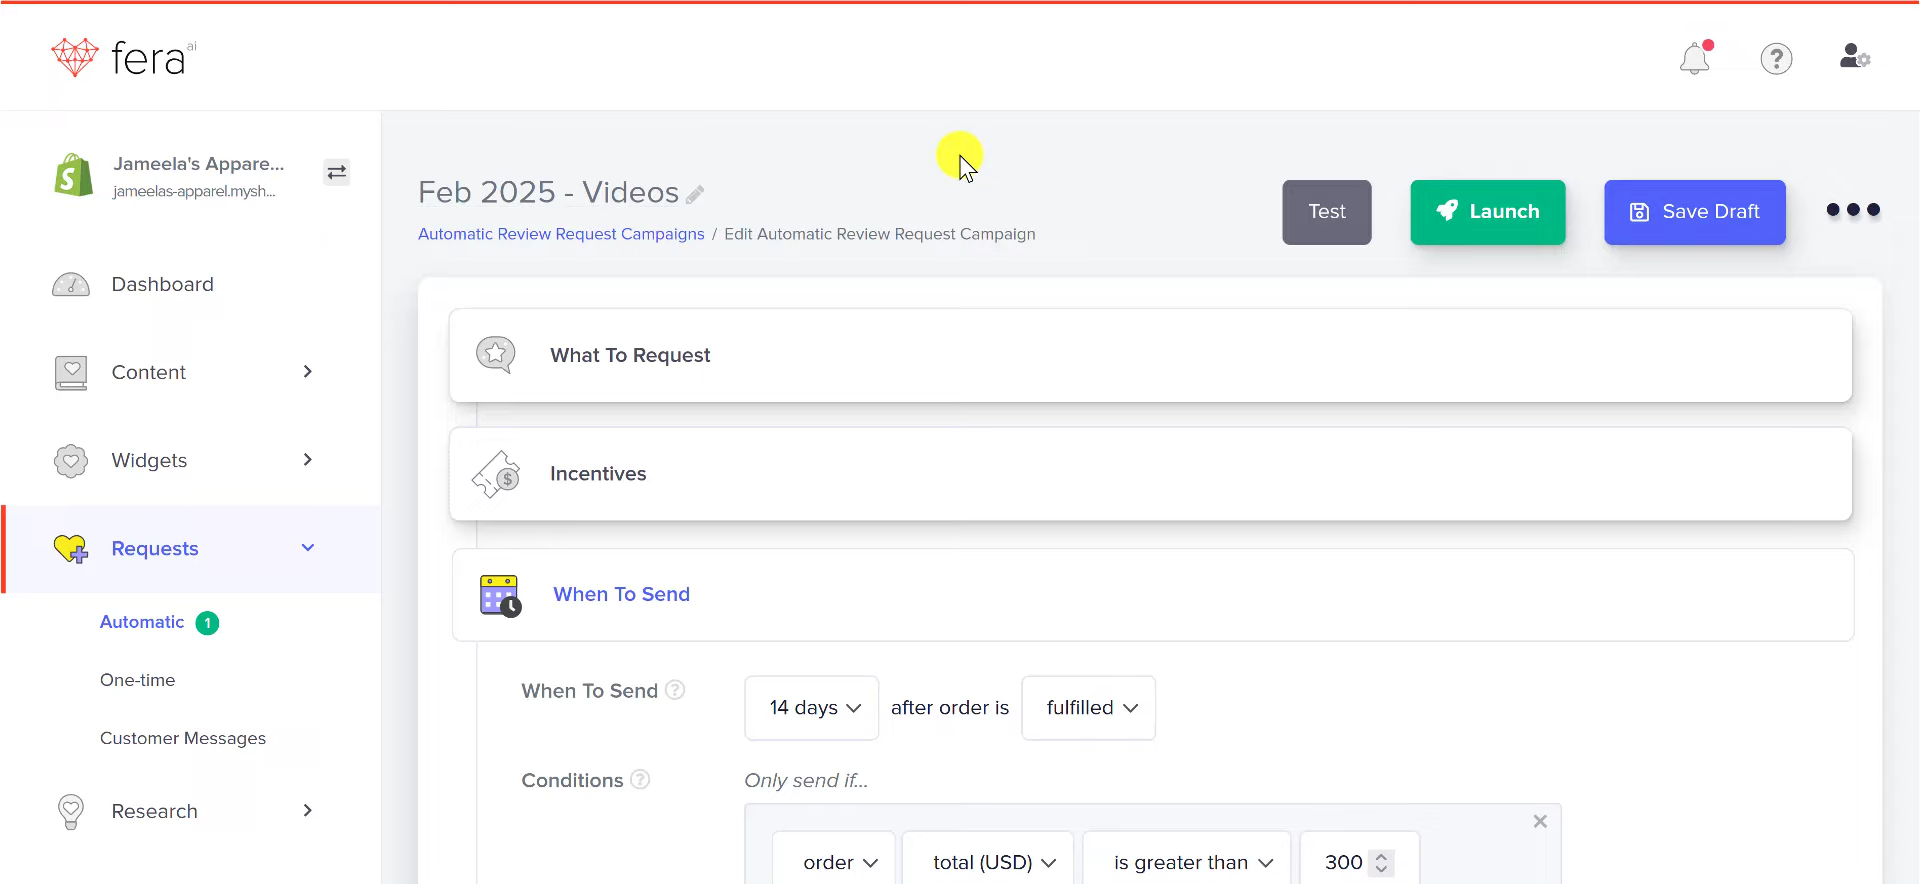 fera ai
Jameela's Appare...
jameelas-apparel.mysh...
Dashboard
Content
Widgets
Requests
Automatic 1
One-time
Customer Messages
Research
Feb 2025 - Videos
Automatic Review Request Campaigns / Edit Automatic Review Request Campaign
Test
Launch
Save Draft
What To Request
Incentives
When To Send
When To Send ? 14 days after order is fulfilled
Conditions ? Only send if...
order total (USD) is greater than 300